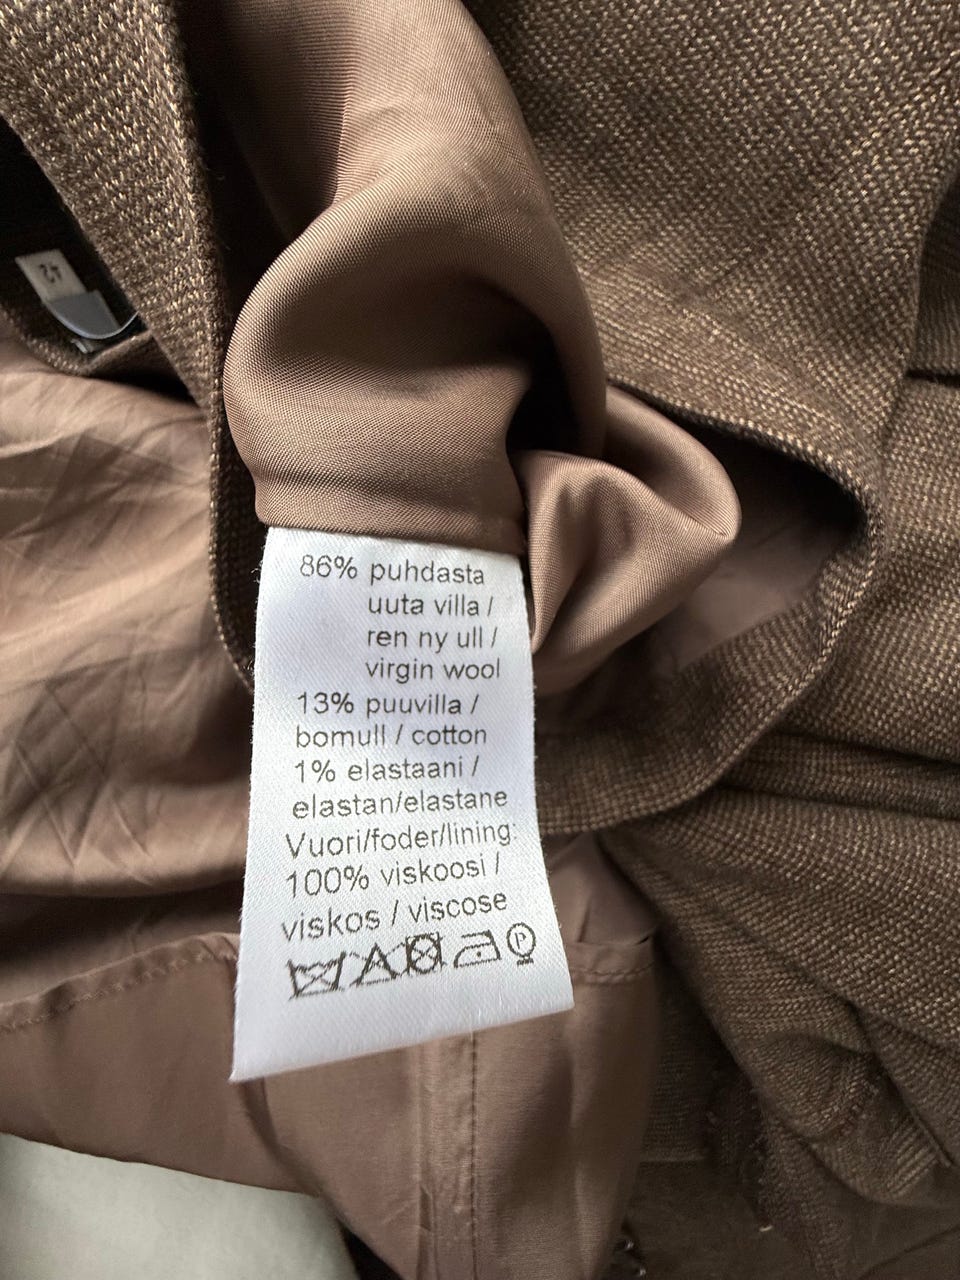 42
86% puhdasta
uuta villa /
ren ny ull /
virgin wool
13% puuvilla /
bomull / cotton
1% elastaani /
elastan/elastane
Vuori/foder/lining:
100% viskoosi /
viskos / viscose
P